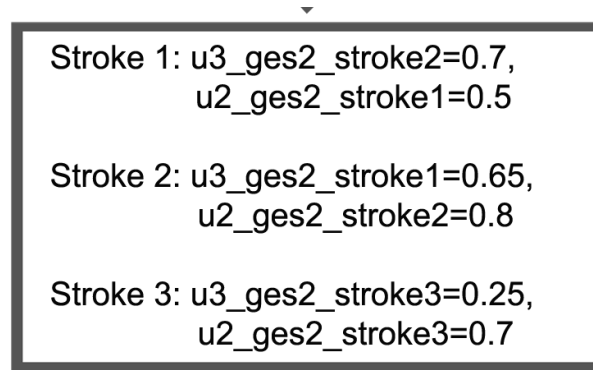 Stroke 1: u3_ges2_stroke2=0.7,
u2_ges2_stroke1=0.5
Stroke 2: u3_ges2_stroke1=0.65,
u2_ges2_stroke2=0.8
Stroke 3: u3_ges2_stroke3=0.25,
u2_ges2_stroke3=0.7